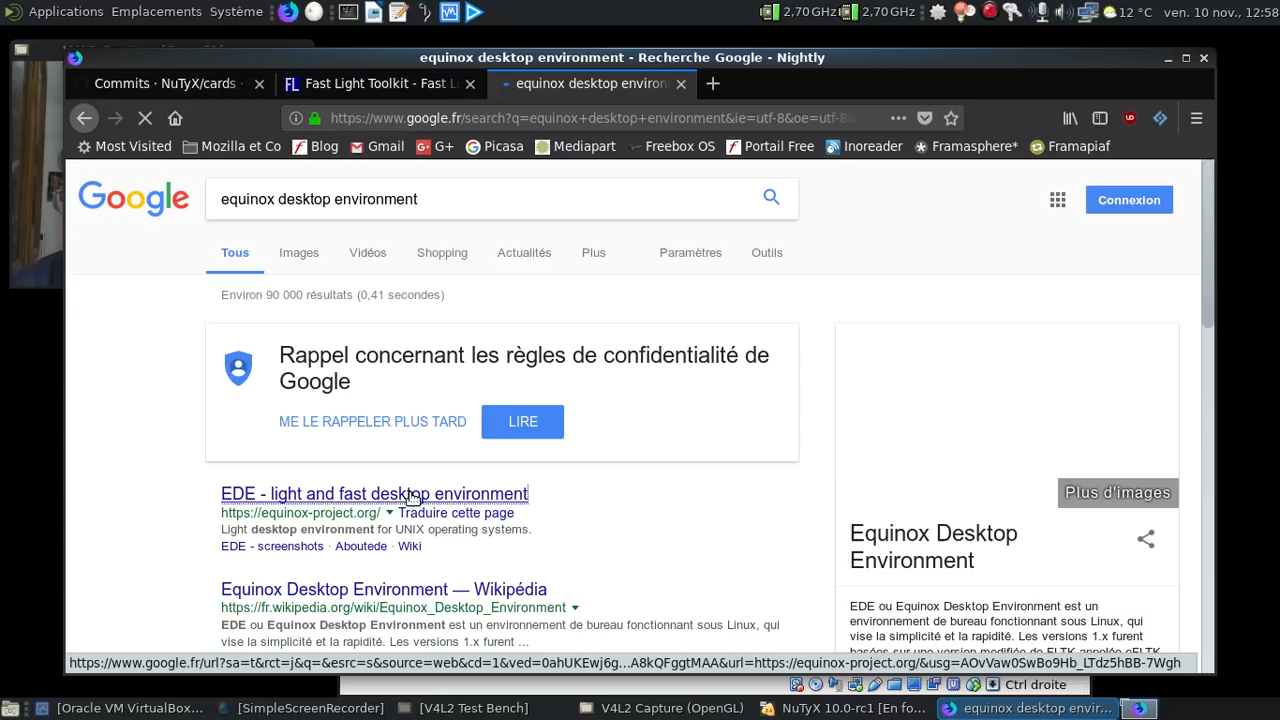 Applications Emplacements Système 2,70 GHz 2,70 GHz 12 °C ven. 10 nov., 12:58
equinox desktop environment - Recherche Google - Nightly
Commits · NuTyX/cards · Fast Light Toolkit - Fast L equinox desktop environ
https://www.google.fr/search?q=equinox+desktop+environment&ie=utf-8&oe=utf-8
Most Visited Mozilla et Co Blog Gmail G+ Picasa Mediapart Freebox OS Portail Free Inoreader Framasphère* Framapiaf
Google equinox desktop environment Connexion
Tous Images Vidéos Shopping Actualités Plus Paramètres Outils
Environ 90 000 résultats (0,41 secondes)
Rappel concernant les règles de confidentialité de
Google
ME LE RAPPELER PLUS TARD LIRE
EDE - light and fast desktop environment
https://equinox-project.org/ Traduire cette page
Light desktop environment for UNIX operating systems.
EDE - screenshots · Aboutede · Wiki
Equinox Desktop Environment — Wikipédia
https://fr.wikipedia.org/wiki/Equinox_Desktop_Environment
EDE ou Equinox Desktop Environment est un environnement de bureau fonctionnant sous Linux, qui
vise la simplicité et la rapidité. Les versions 1.x furent ...
Plus d'images
Equinox Desktop
Environment
EDE ou Equinox Desktop Environment est un
environnement de bureau fonctionnant sous Linux,
qui vise la simplicité et la rapidité. Les versions 1.x
furent
https://www.google.fr/url?sa=t&rct=j&q=&esrc=s&source=web&cd=1&ved=0ahUKEwj6g...A8kQFggtMAA&url=https://equinox-project.org/&usg=AOvVaw0SwBo9Hb_LTdz5hBB-7Wgh
Ctrl droite
[Oracle VM VirtualBox... [SimpleScreenRecorder] [V4L2 Test Bench] V4L2 Capture (OpenGL) NuTyX 10.0-rc1 [En fo... equinox desktop envir...